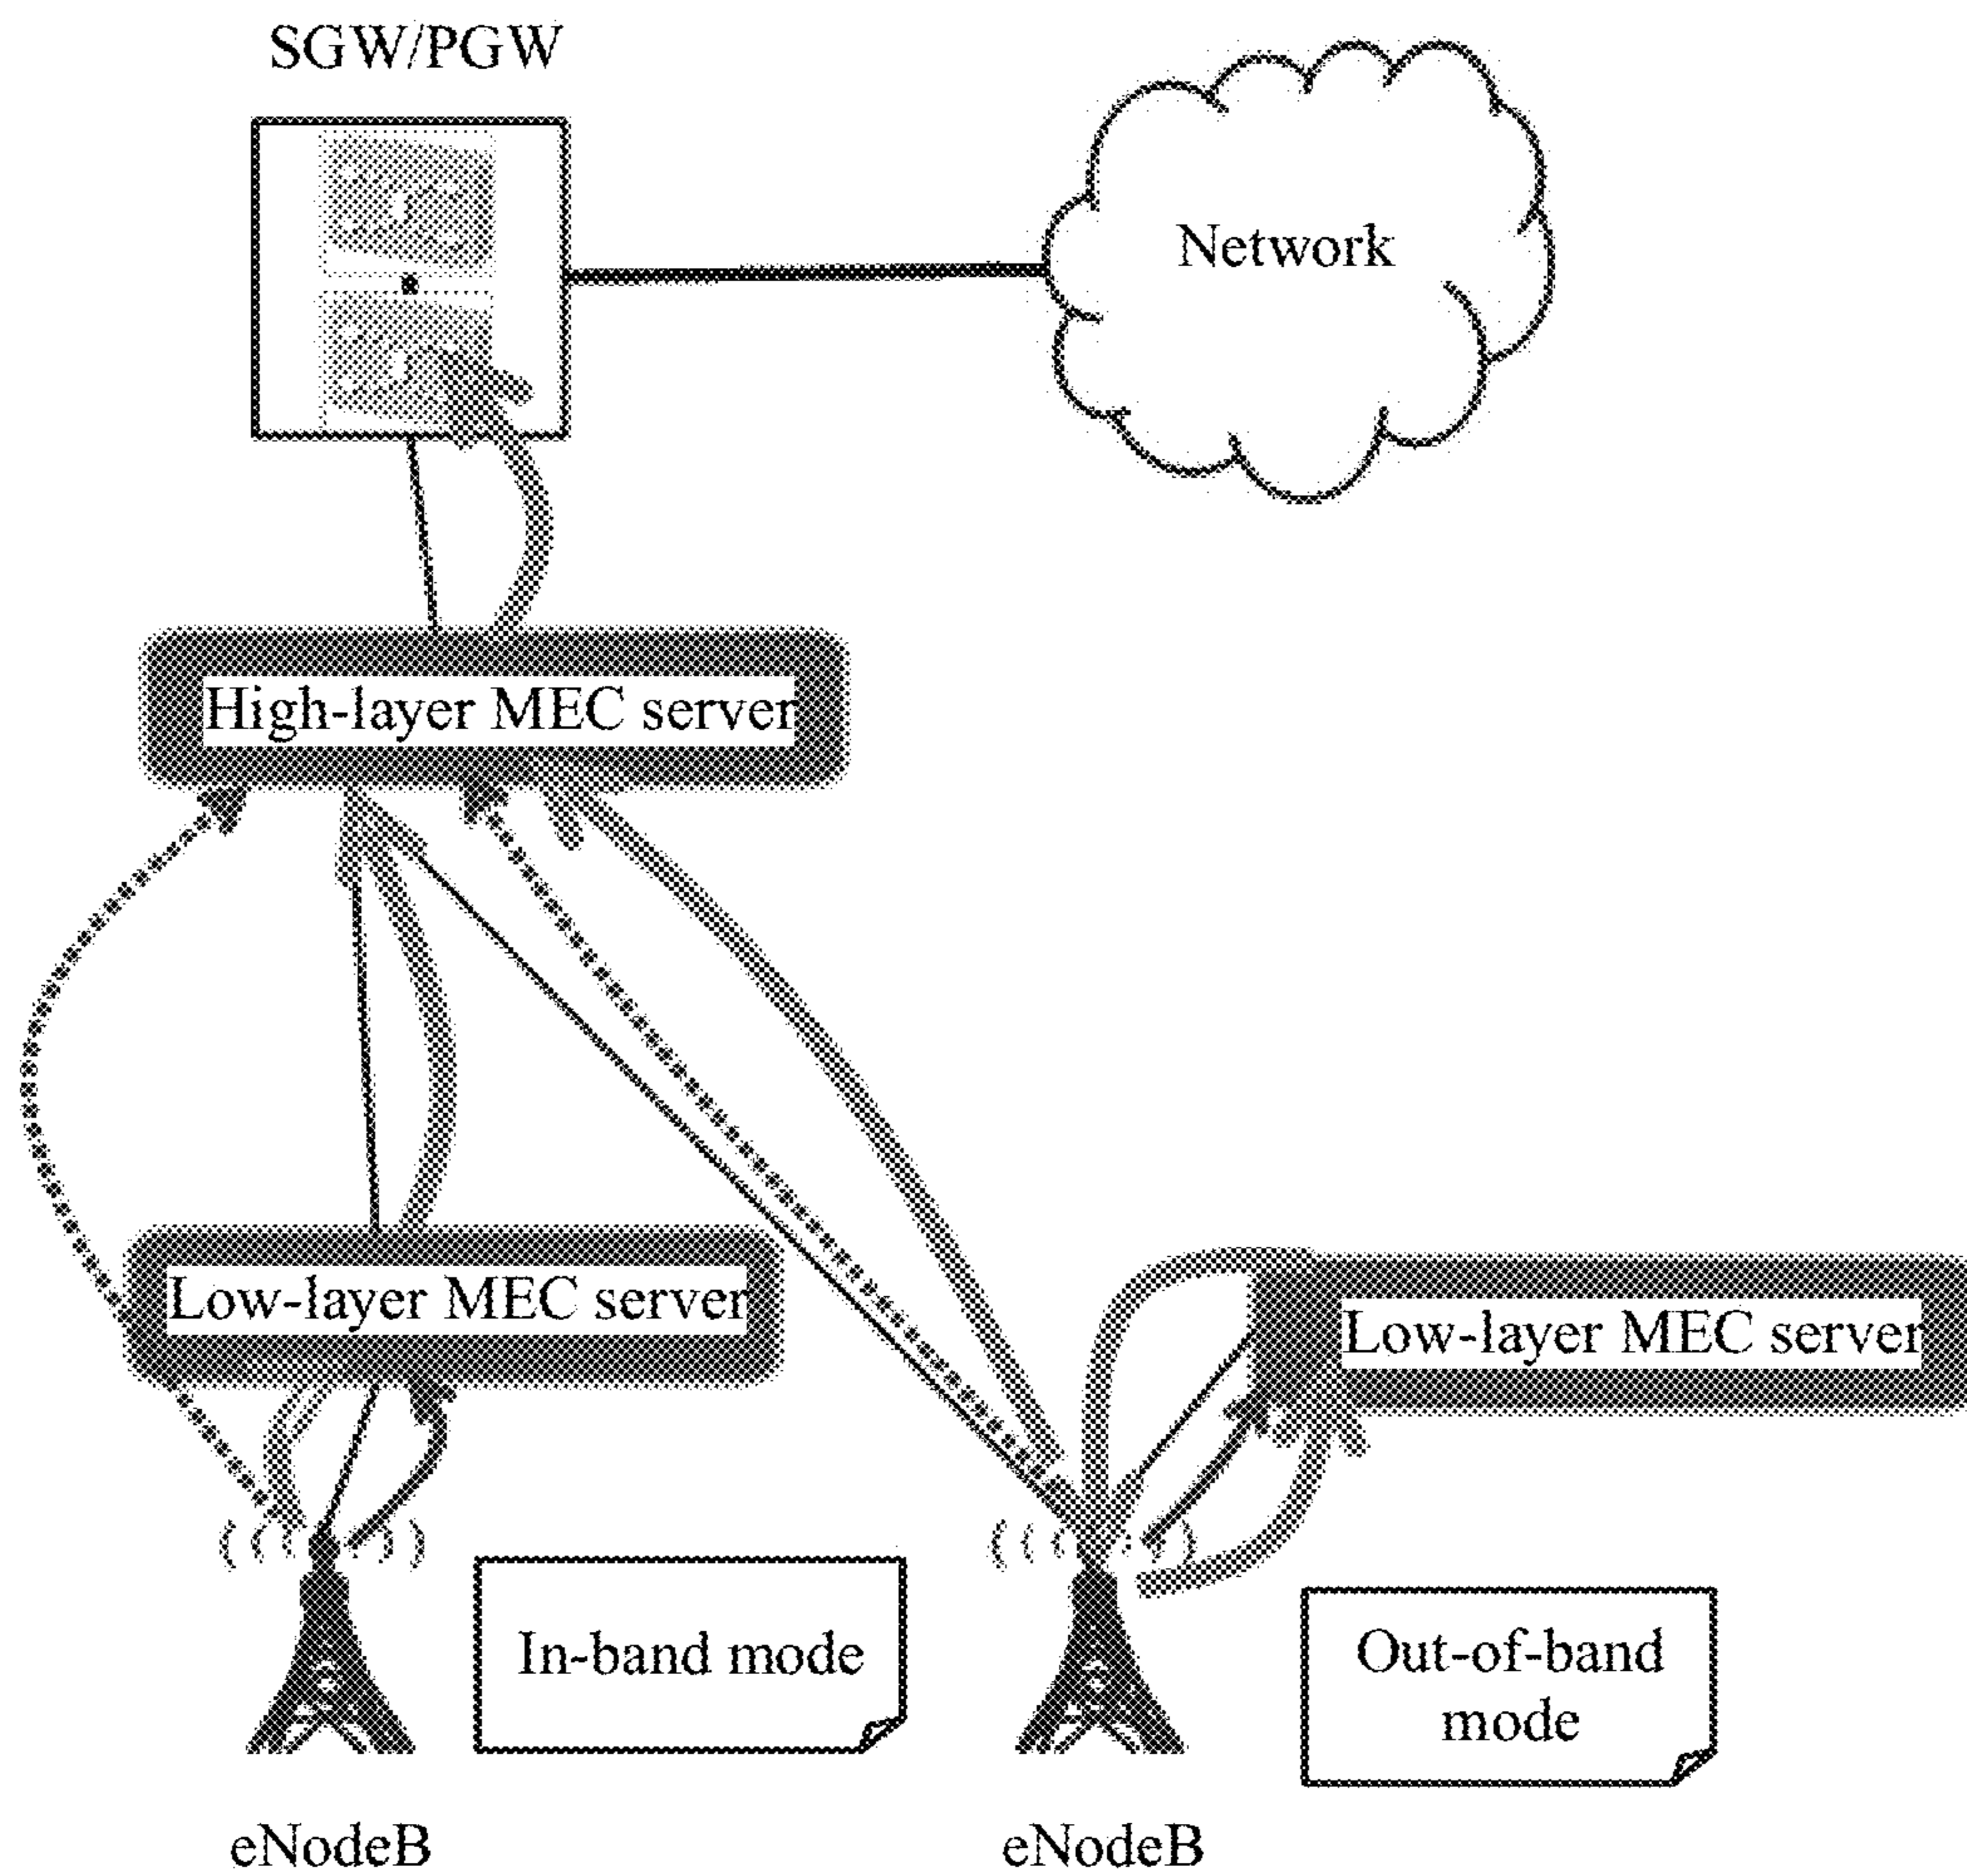 SGW/PGW
Network
High-layer MEC server
Low-layer MEC server
Low-layer MEC server
In-band mode
Out-of-band
mode
eNodeB
eNodeB